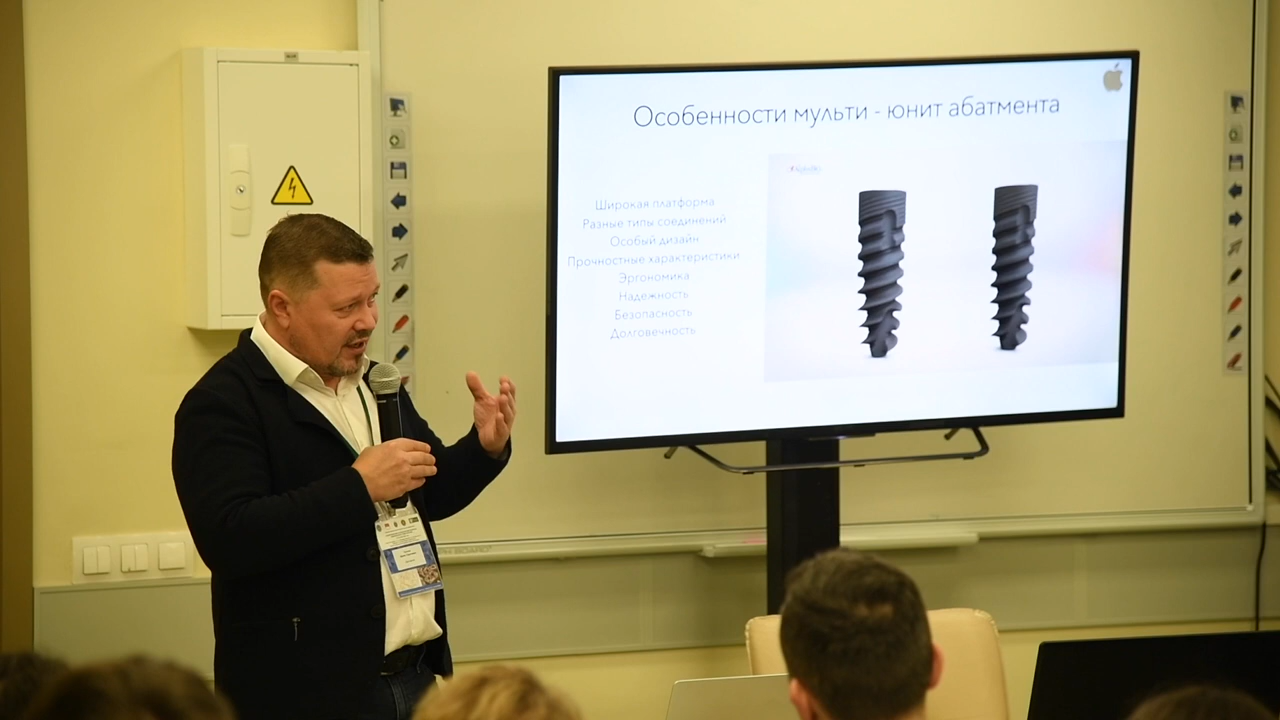 Особенности мульти - юнит абатмента
Широкая платформа
Разные типы соединений
Особый дизайн
Прочностные характеристики
Эргономика
Надежность
Безопасность
Долговечность